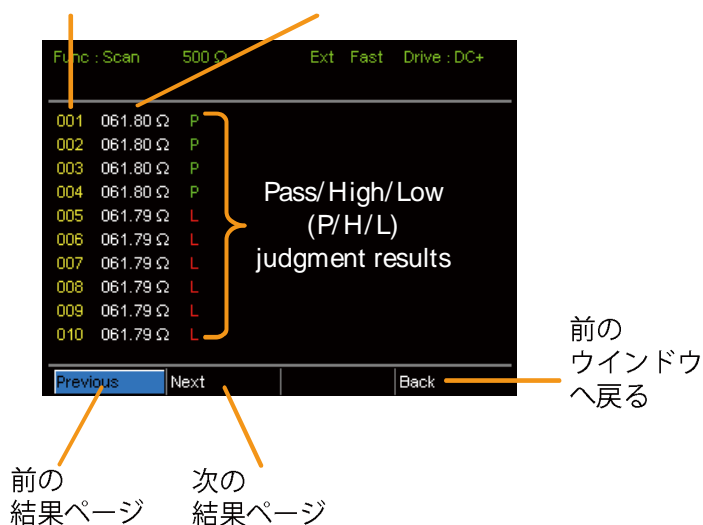 Func : Scan 500 Ω Ext Fast Drive : DC+
001 061.80 Ω P
002 061.80 Ω P
003 061.80 Ω P
004 061.80 Ω P
005 061.79 Ω L
006 061.79 Ω L
007 061.79 Ω L
008 061.79 Ω L
009 061.79 Ω L
010 061.79 Ω L
Pass/High/Low
(P/H/L)
judgment results
Previous Next Back
前の
ウインドウ
へ戻る
前の
結果ページ
次の
結果ページ